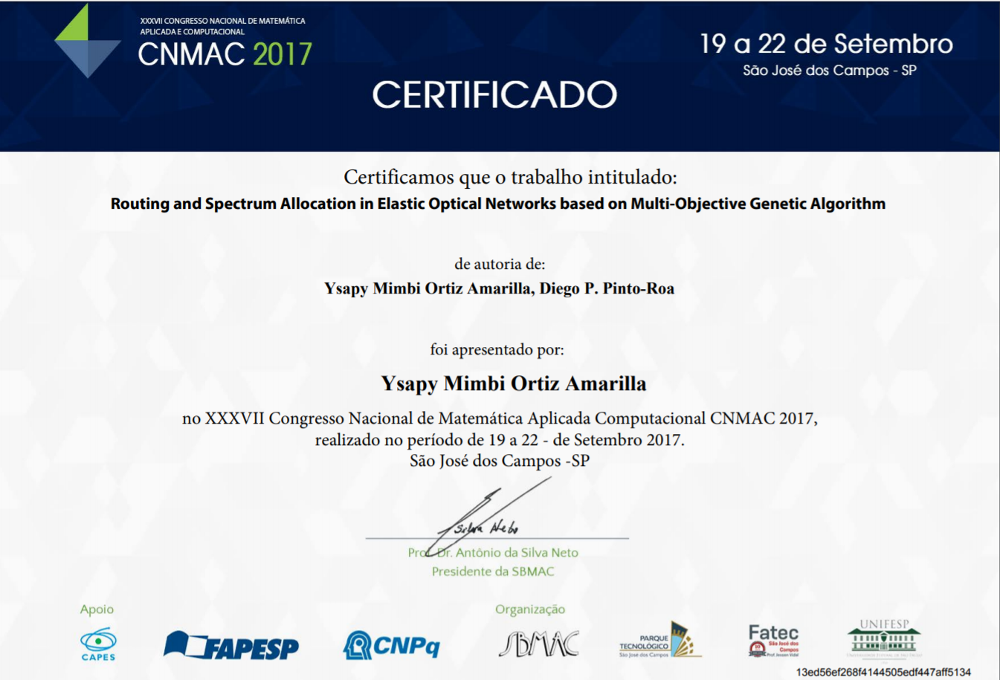 XXXVII CONGRESSO NACIONAL DE MATEMÁTICA
APLICADA E COMPUTACIONAL
CNMAC 2017
19 a 22 de Setembro
São José dos Campos - SP
CERTIFICADO
Certificamos que o trabalho intitulado:
Routing and Spectrum Allocation in Elastic Optical Networks based on Multi-Objective Genetic Algorithm
de autoria de:
Ysapy Mimbi Ortiz Amarilla, Diego P. Pinto-Roa
foi apresentado por:
Ysapy Mimbi Ortiz Amarilla
no XXXVII Congresso Nacional de Matemática Aplicada Computacional CNMAC 2017,
realizado no período de 19 a 22 - de Setembro 2017.
São José dos Campos -SP
Silva Neto
Prof. Dr. Antônio da Silva Neto
Presidente da SBMAC
Apoio
Organização
CAPES
FAPESP
CNPq
SBMAC
PARQUE
TECNOLÓGICO
São José dos Campos
Fatec
São José dos
Campos
Prof. Jessen Vidal
UNIFESP
13ed56ef268f4144505edf447aff5134